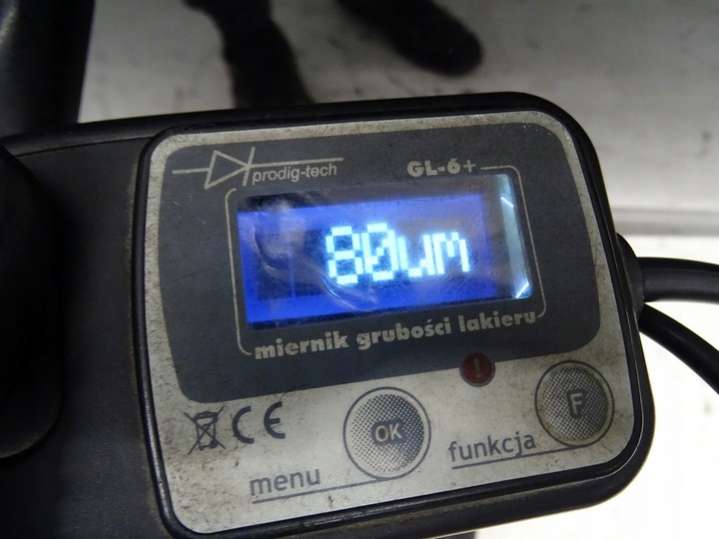 prodig-tech
GL-6+
80um
miernik grubości lakieru
!
CE
OK
F
menu
funkcja